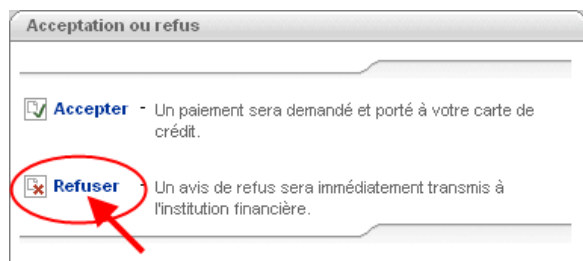 Acceptation ou refus
Accepter - Un paiement sera demandé et porté à votre carte de
crédit.
Refuser - Un avis de refus sera immédiatement transmis à
l'institution financière.